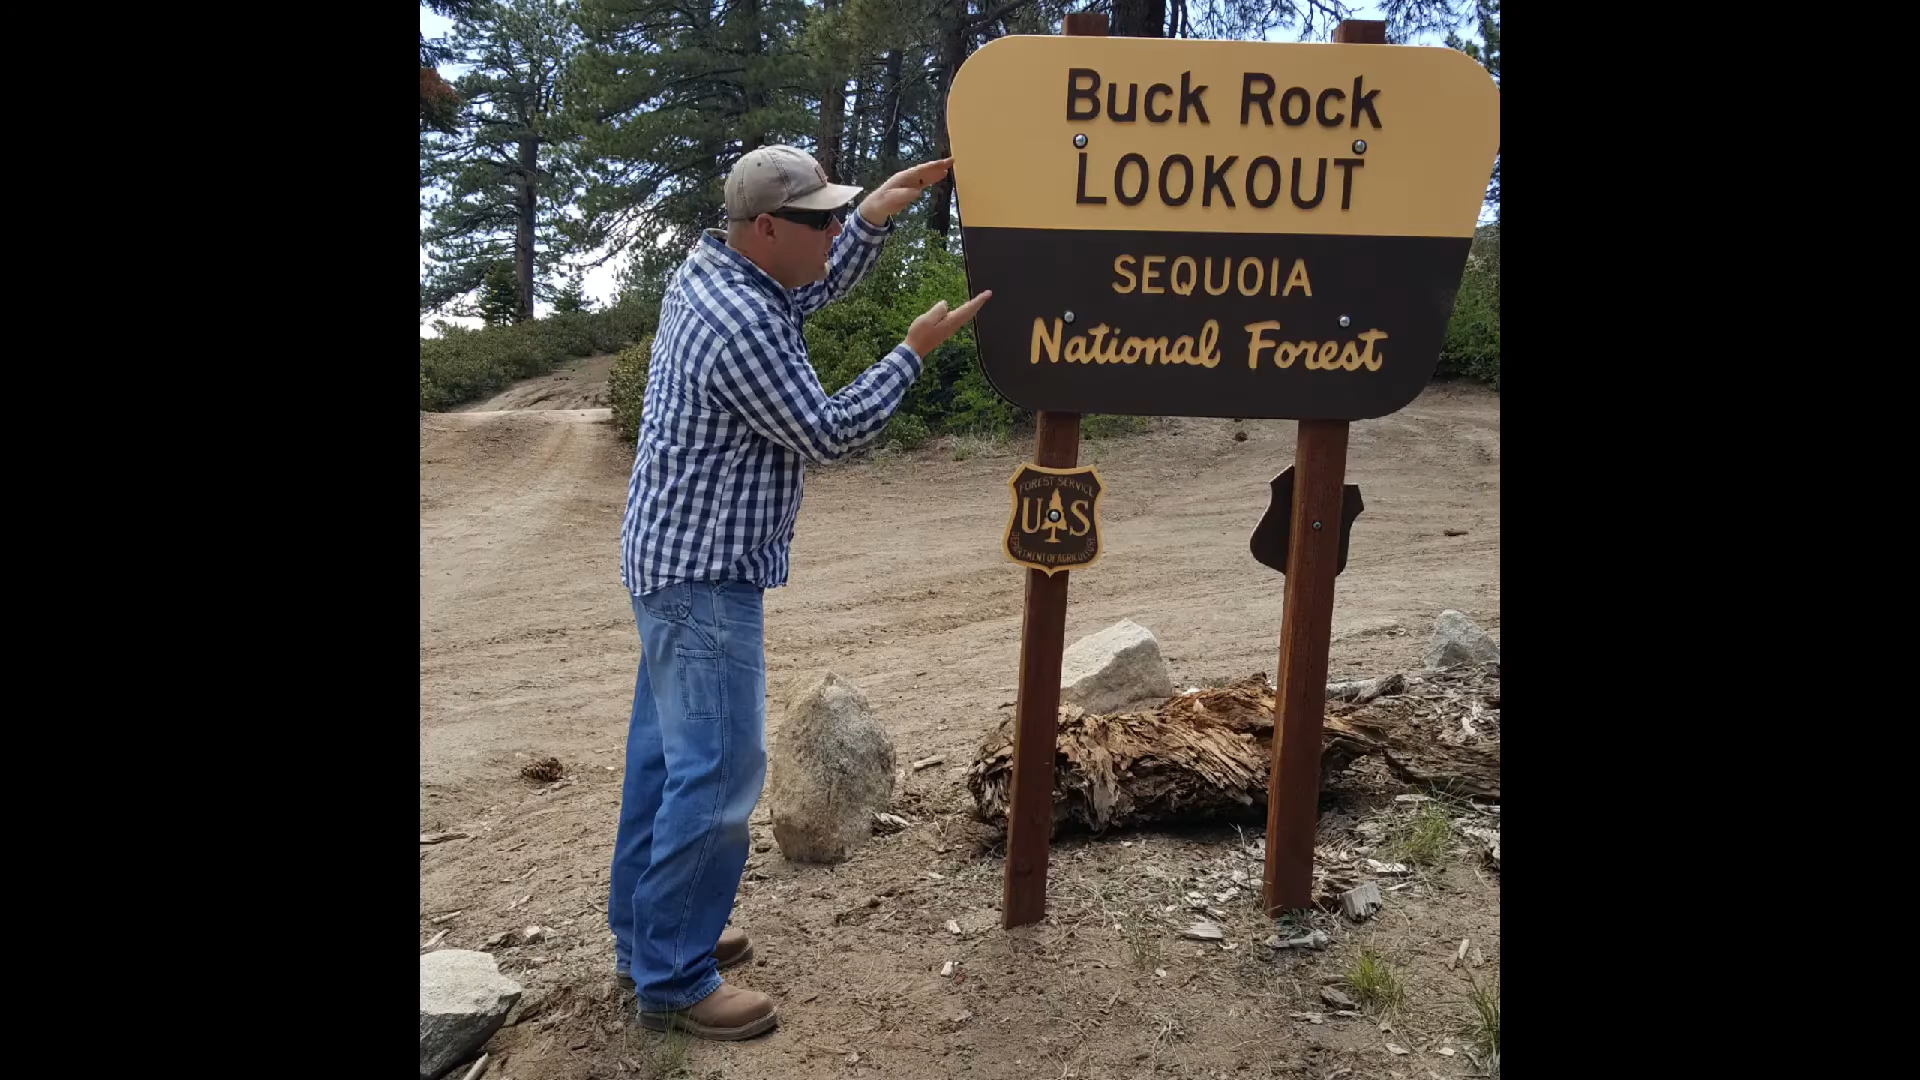 Buck Rock
LOOKOUT
SEQUOIA
National Forest
FOREST SERVICE
U S
DEPARTMENT OF AGRICULTURE